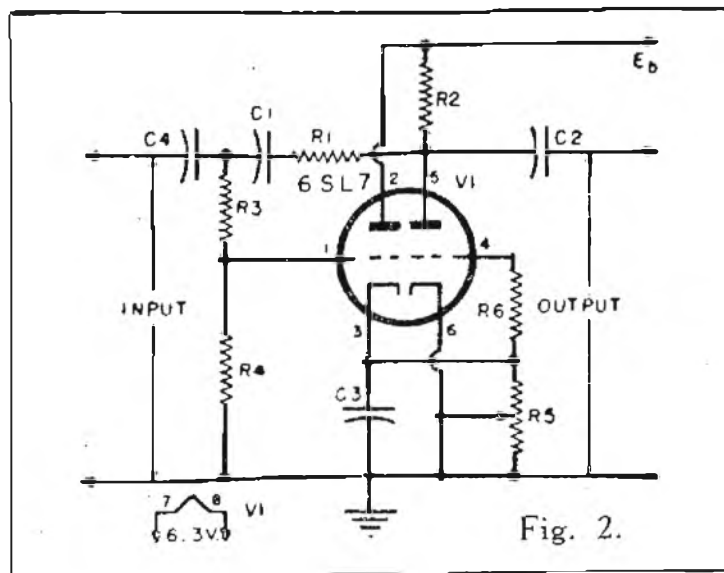 E b
R2
C4
C1
R1
C2
6SL7
2
5
V1
R3
1
4
INPUT
R6
OUTPUT
3
6
R4
C3
R5
7
8
V1
6.3V.
Fig. 2.